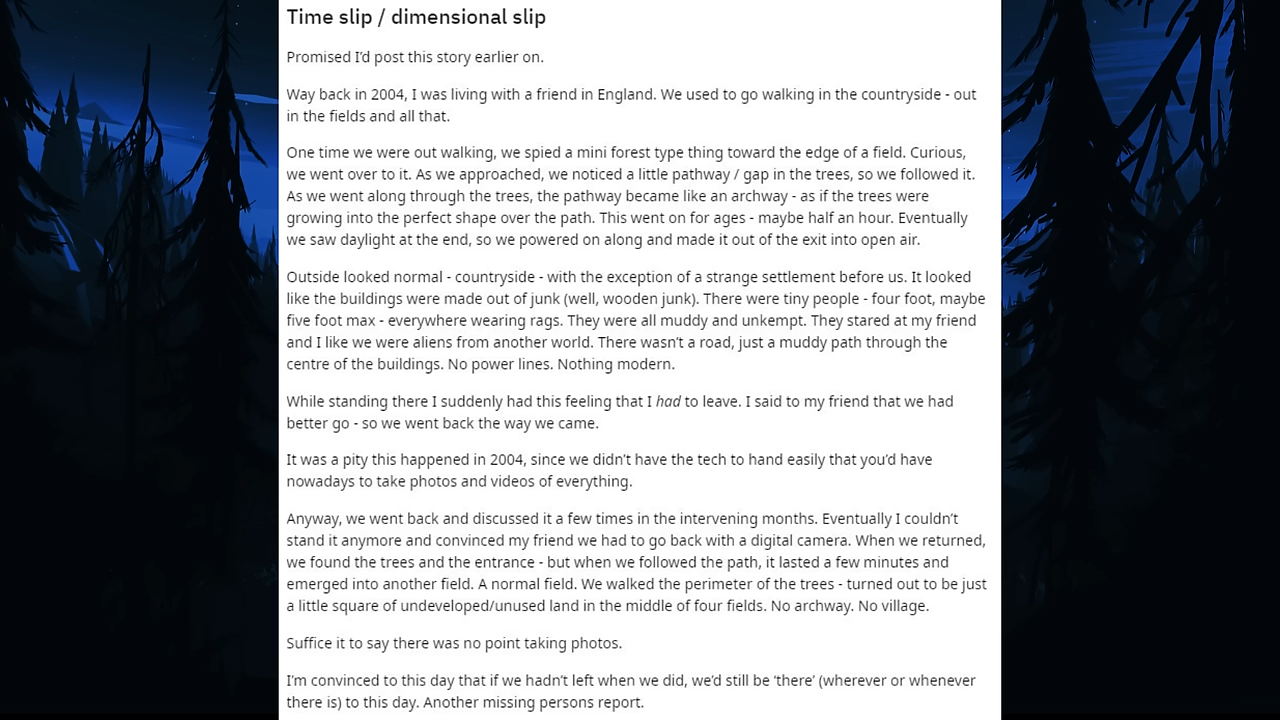 Time slip / dimensional slip
Promised I'd post this story earlier on.
Way back in 2004, I was living with a friend in England. We used to go walking in the countryside - out
in the fields and all that.
One time we were out walking, we spied a mini forest type thing toward the edge of a field. Curious,
we went over to it. As we approached, we noticed a little pathway / gap in the trees, so we followed it.
As we went along through the trees, the pathway became like an archway - as if the trees were
growing into the perfect shape over the path. This went on for ages - maybe half an hour. Eventually
we saw daylight at the end, so we powered on along and made it out of the exit into open air.
Outside looked normal - countryside - with the exception of a strange settlement before us. It looked
like the buildings were made out of junk (well, wooden junk). There were tiny people - four foot, maybe
five foot max - everywhere wearing rags. They were all muddy and unkempt. They stared at my friend
and I like we were aliens from another world. There wasn't a road, just a muddy path through the
centre of the buildings. No power lines. Nothing modern.
While standing there I suddenly had this feeling that I had to leave. I said to my friend that we had
better go - so we went back the way we came.
It was a pity this happened in 2004, since we didn't have the tech to hand easily that you'd have
nowadays to take photos and videos of everything.
Anyway, we went back and discussed it a few times in the intervening months. Eventually I couldn't
stand it anymore and convinced my friend we had to go back with a digital camera. When we returned,
we found the trees and the entrance - but when we followed the path, it lasted a few minutes and
emerged into another field. A normal field. We walked the perimeter of the trees - turned out to be just
a little square of undeveloped/unused land in the middle of four fields. No archway. No village.
Suffice it to say there was no point taking photos.
I'm convinced to this day that if we hadn't left when we did, we'd still be 'there' (wherever or whenever
there is) to this day. Another missing persons report.